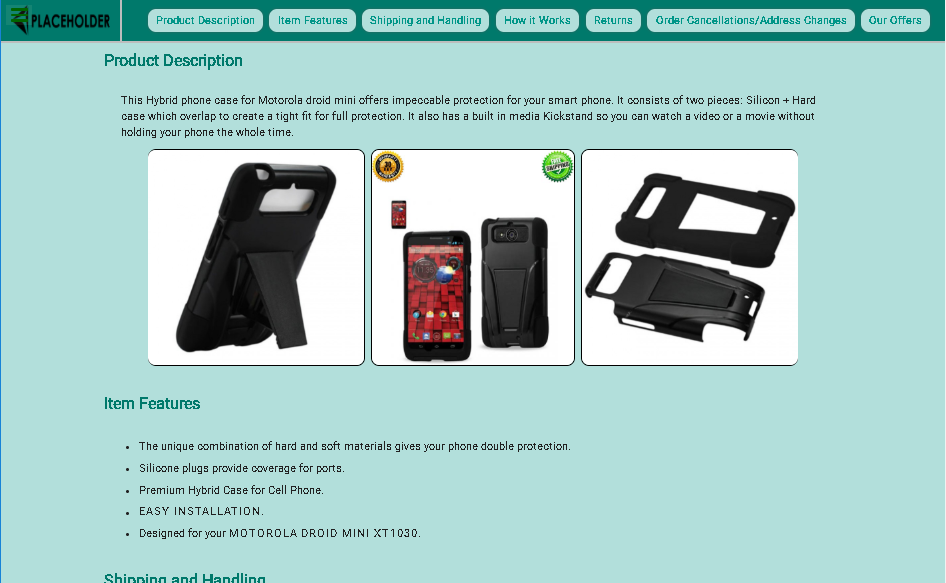 PLACEHOLDER
Product Description
Item Features
Shipping and Handling
How it Works
Returns
Order Cancellations/Address Changes
Our Offers
Product Description
This Hybrid phone case for Motorola droid mini offers impeccable protection for your smart phone. It consists of two pieces: Silicon + Hard
case which overlap to create a tight fit for full protection. It also has a built in media Kickstand so you can watch a video or a movie without
holding your phone the whole time.
Item Features
The unique combination of hard and soft materials gives your phone double protection.
Silicone plugs provide coverage for ports.
Premium Hybrid Case for Cell Phone.
EASY INSTALLATION.
Designed for your MOTOROLA DROID MINI XT1030.
Shipping and Handling